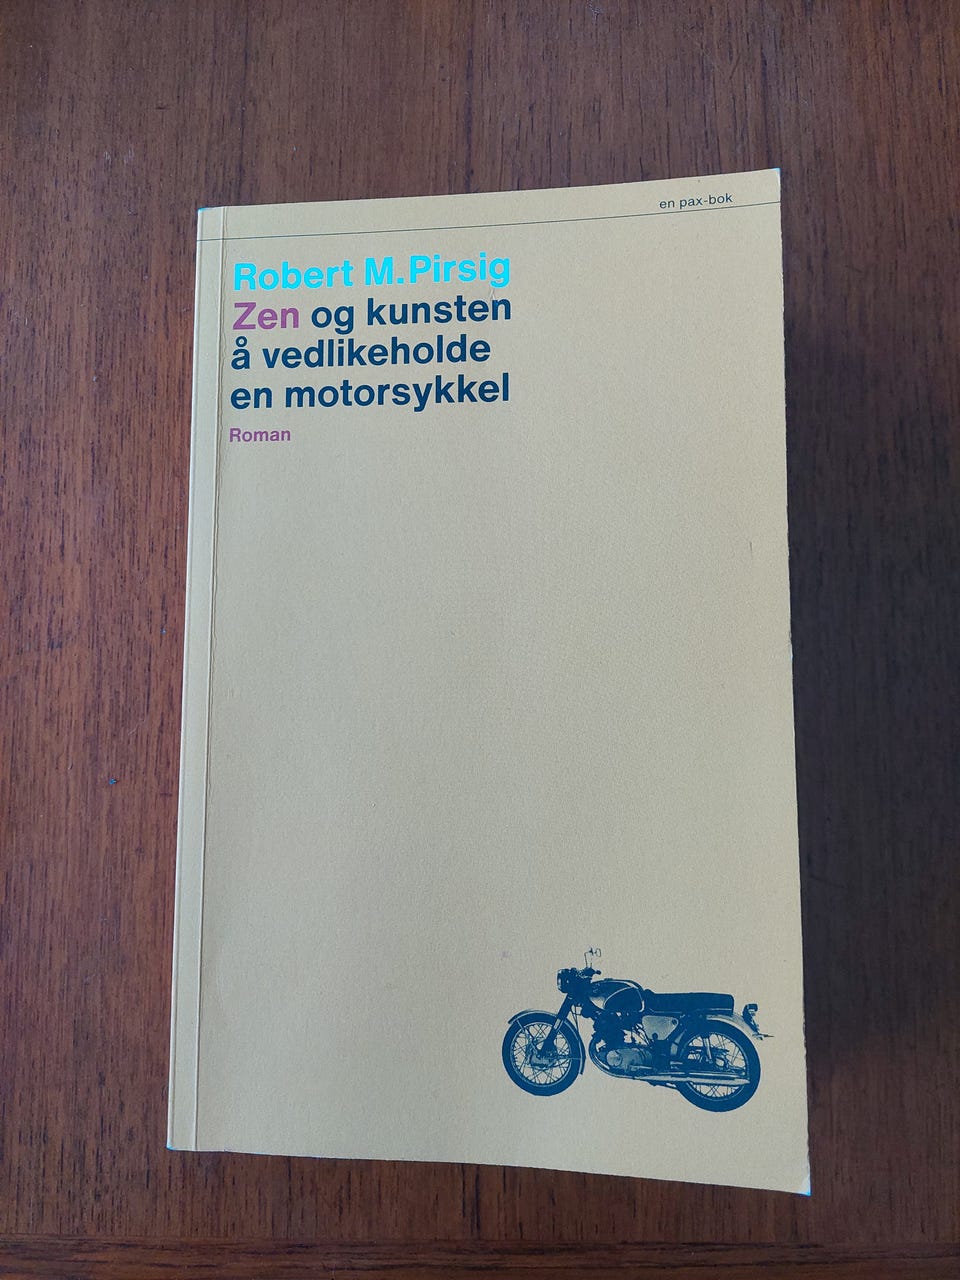 en pax-bok
Robert M. Pirsig
Zen og kunsten
å vedlikeholde
en motorsykkel
Roman